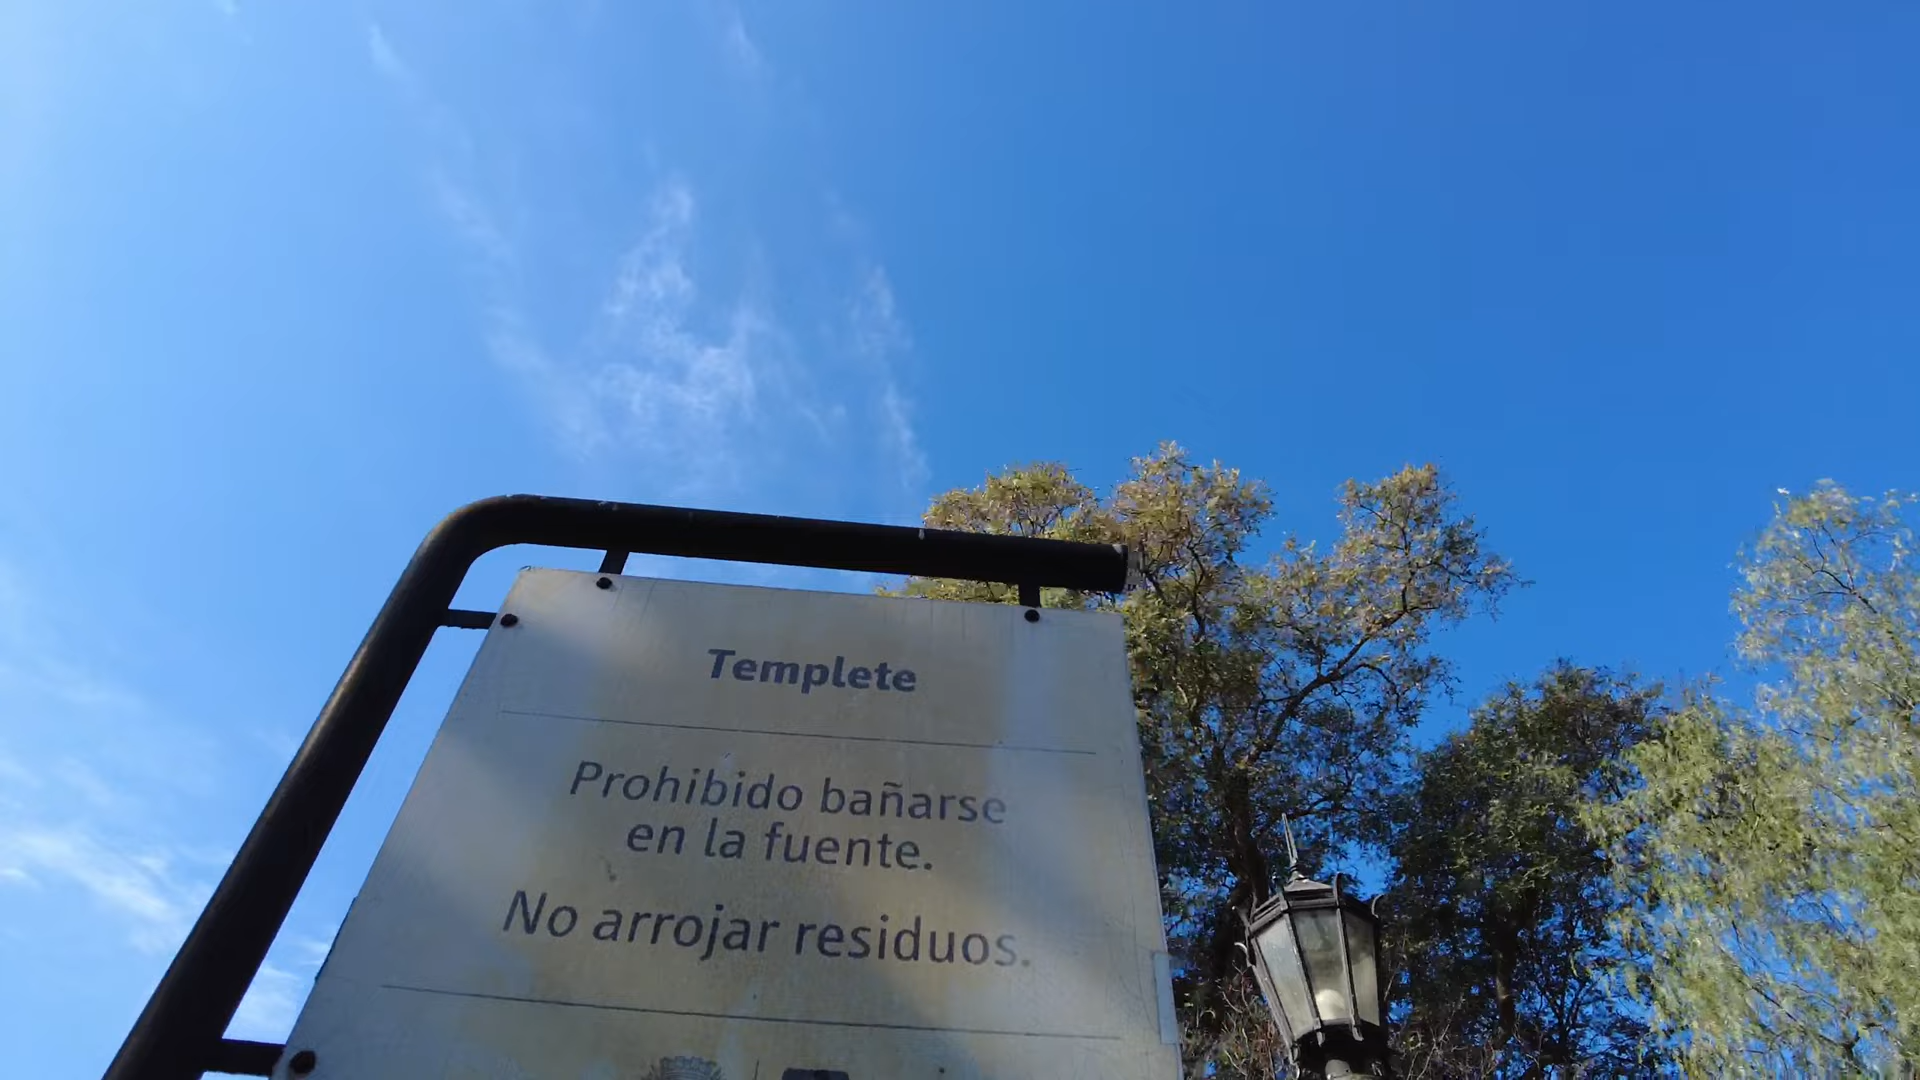 Templete
Prohibido bañarse
en la fuente.
No arrojar residuos.